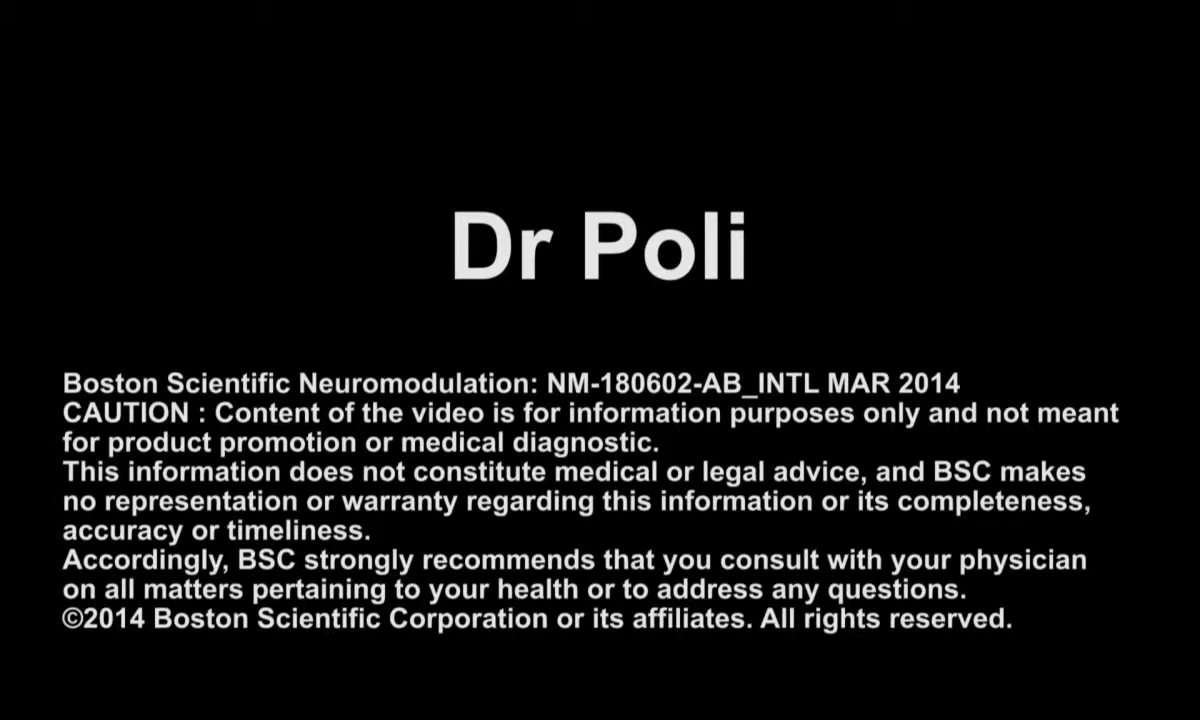 Dr Poli
Boston Scientific Neuromodulation: NM-180602-AB_INTL MAR 2014
CAUTION : Content of the video is for information purposes only and not meant
for product promotion or medical diagnostic.
This information does not constitute medical or legal advice, and BSC makes
no representation or warranty regarding this information or its completeness,
accuracy or timeliness.
Accordingly, BSC strongly recommends that you consult with your physician
on all matters pertaining to your health or to address any questions.
©2014 Boston Scientific Corporation or its affiliates. All rights reserved.